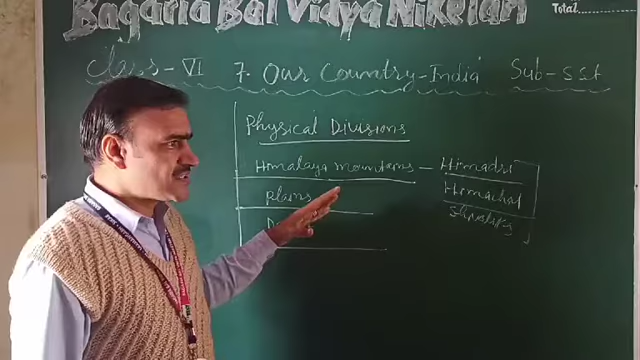 Bagaria Bal Vidya Niketan
Total
Class-VI 7. Our Country-India Sub-SSt
Physical Divisions
Himalaya mountains - Himadri
Himachal
Plains
Shivaliks